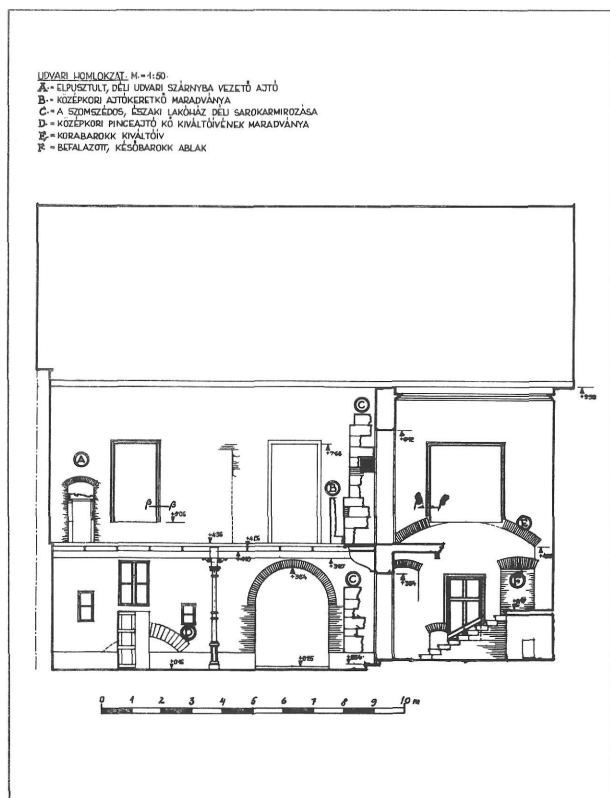 UDVARI HOMLOKZAT. M.=1:50.
A.= ELPUSZTULT, DÉLI UDVARI SZÁRNYBA VEZETŐ AJTÓ
B.= KÖZÉPKORI AJTÓKERETKŐ MARADVÁNYA
C.= A SZOMSZÉDOS, ÉSZAKI LAKÓHÁZ DÉLI SAROKARMIROZÁSA
D.= KÖZÉPKORI PINCEAJTÓ KŐ KIVÁLTÓÍVÉNEK MARADVÁNYA
E.= KORABAROKK KIVÁLTÓÍV
F.= BEFALAZOTT, KÉSŐBAROKK ABLAK
C
A
B
E
C
F
D
0 1 2 3 4 5 6 7 8 9 10 m